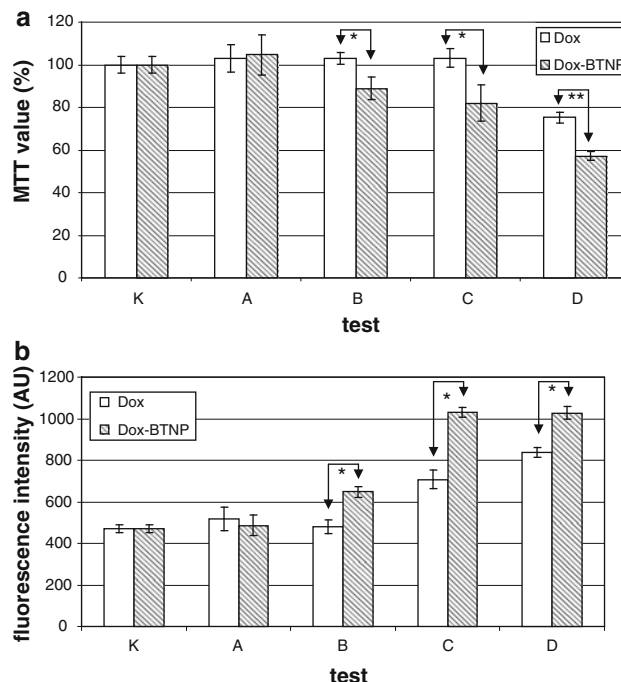 a
MTT value (%)
120
100
80
60
40
20
0
*
*
**
Dox
Dox-BTNP
K A B C D
test
b
fluorescence intensity (AU)
1200
1000
800
600
400
200
0
Dox
Dox-BTNP
*
*
*
K A B C D
test